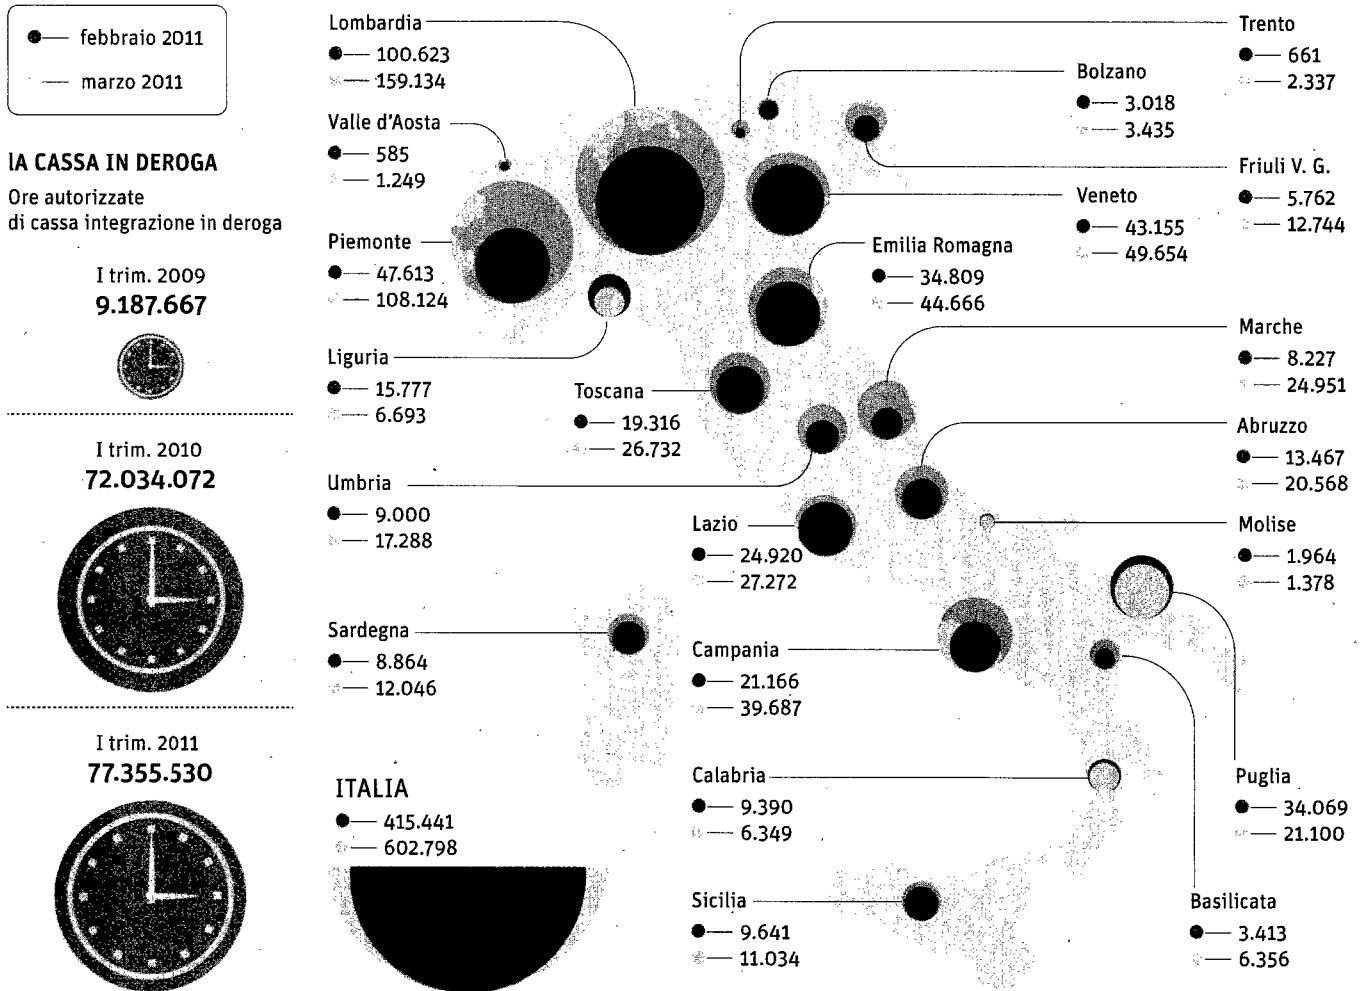 febbraio 2011
marzo 2011
lA CASSA IN DEROGA
Ore autorizzate
di cassa integrazione in deroga
I trim. 2009
9.187.667
I trim. 2010
72.034.072
I trim. 2011
77.355.530
Lombardia
100.623
159.134
Valle d'Aosta
585
1.249
Piemonte
47.613
108.124
Liguria
15.777
6.693
Toscana
19.316
26.732
Umbria
9.000
17.288
Sardegna
8.864
12.046
ITALIA
415.441
602.798
Trento
661
2.337
Bolzano
3.018
3.435
Friuli V. G.
5.762
12.744
Veneto
43.155
49.654
Emilia Romagna
34.809
44.666
Marche
8.227
24.951
Abruzzo
13.467
20.568
Lazio
24.920
27.272
Molise
1.964
1.378
Campania
21.166
39.687
Calabria
9.390
6.349
Puglia
34.069
21.100
Sicilia
9.641
11.034
Basilicata
3.413
6.356